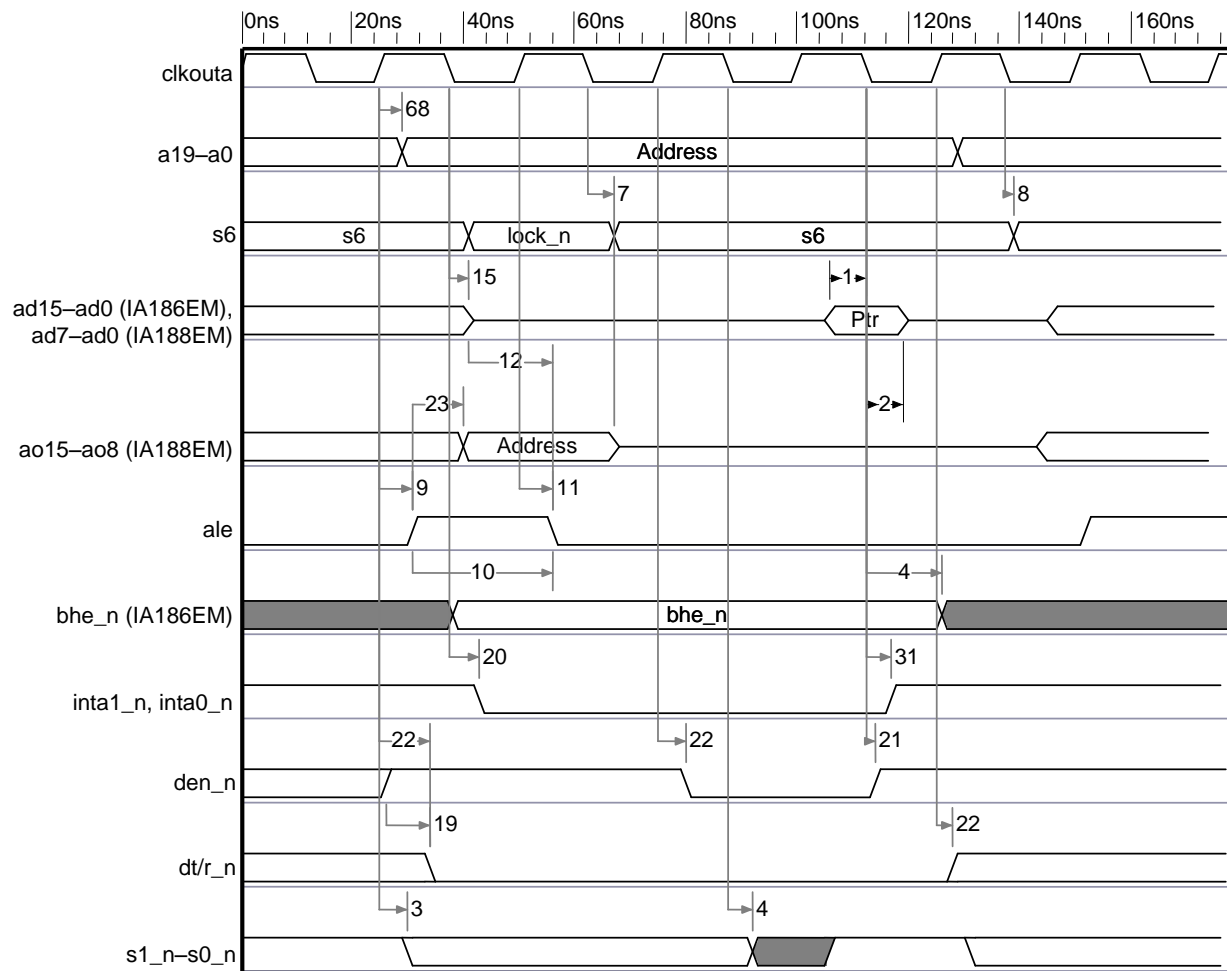 0ns 20ns 40ns 60ns 80ns 100ns 120ns 140ns 160ns
clkouta
68
a19–a0 Address
7 8
s6 s6 lock_n s6
15 1
ad15–ad0 (IA186EM),
ad7–ad0 (IA188EM) Ptr
12
23 2
ao15–ao8 (IA188EM) Address
9 11
ale
10 4
bhe_n (IA186EM) bhe_n
20 31
inta1_n, inta0_n
22 22 21
den_n
19 22
dt/r_n
3 4
s1_n–s0_n